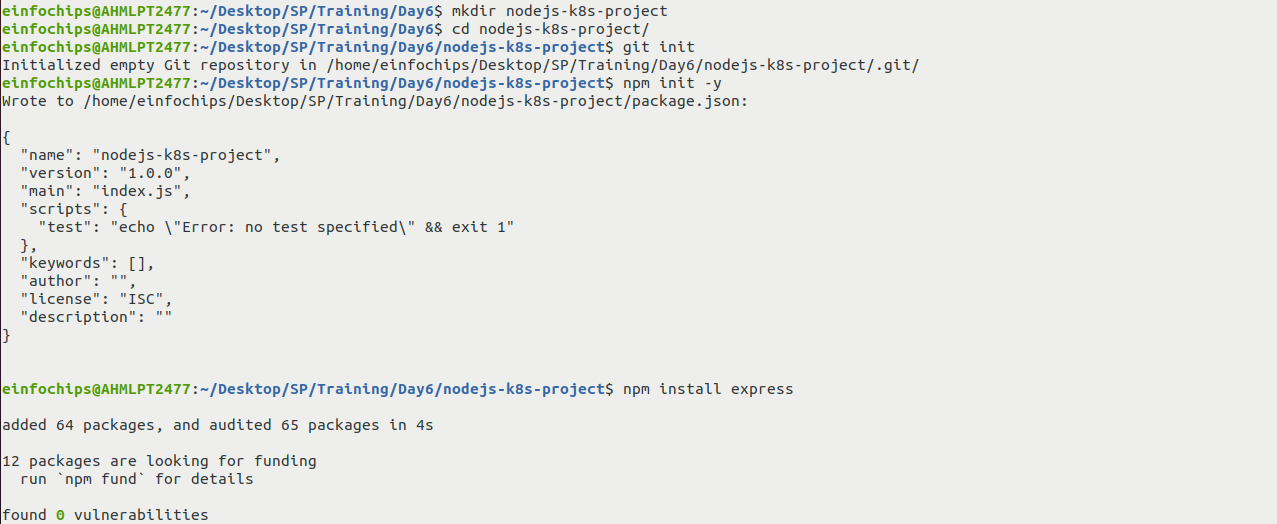 einfochips@AHMLPT2477:~/Desktop/SP/Training/Day6$ mkdir nodejs-k8s-project
einfochips@AHMLPT2477:~/Desktop/SP/Training/Day6$ cd nodejs-k8s-project/
einfochips@AHMLPT2477:~/Desktop/SP/Training/Day6/nodejs-k8s-project$ git init
Initialized empty Git repository in /home/einfochips/Desktop/SP/Training/Day6/nodejs-k8s-project/.git/
einfochips@AHMLPT2477:~/Desktop/SP/Training/Day6/nodejs-k8s-project$ npm init -y
Wrote to /home/einfochips/Desktop/SP/Training/Day6/nodejs-k8s-project/package.json:

{
  "name": "nodejs-k8s-project",
  "version": "1.0.0",
  "main": "index.js",
  "scripts": {
    "test": "echo \"Error: no test specified\" && exit 1"
  },
  "keywords": [],
  "author": "",
  "license": "ISC",
  "description": ""
}

einfochips@AHMLPT2477:~/Desktop/SP/Training/Day6/nodejs-k8s-project$ npm install express

added 64 packages, and audited 65 packages in 4s

12 packages are looking for funding
  run `npm fund` for details

found 0 vulnerabilities